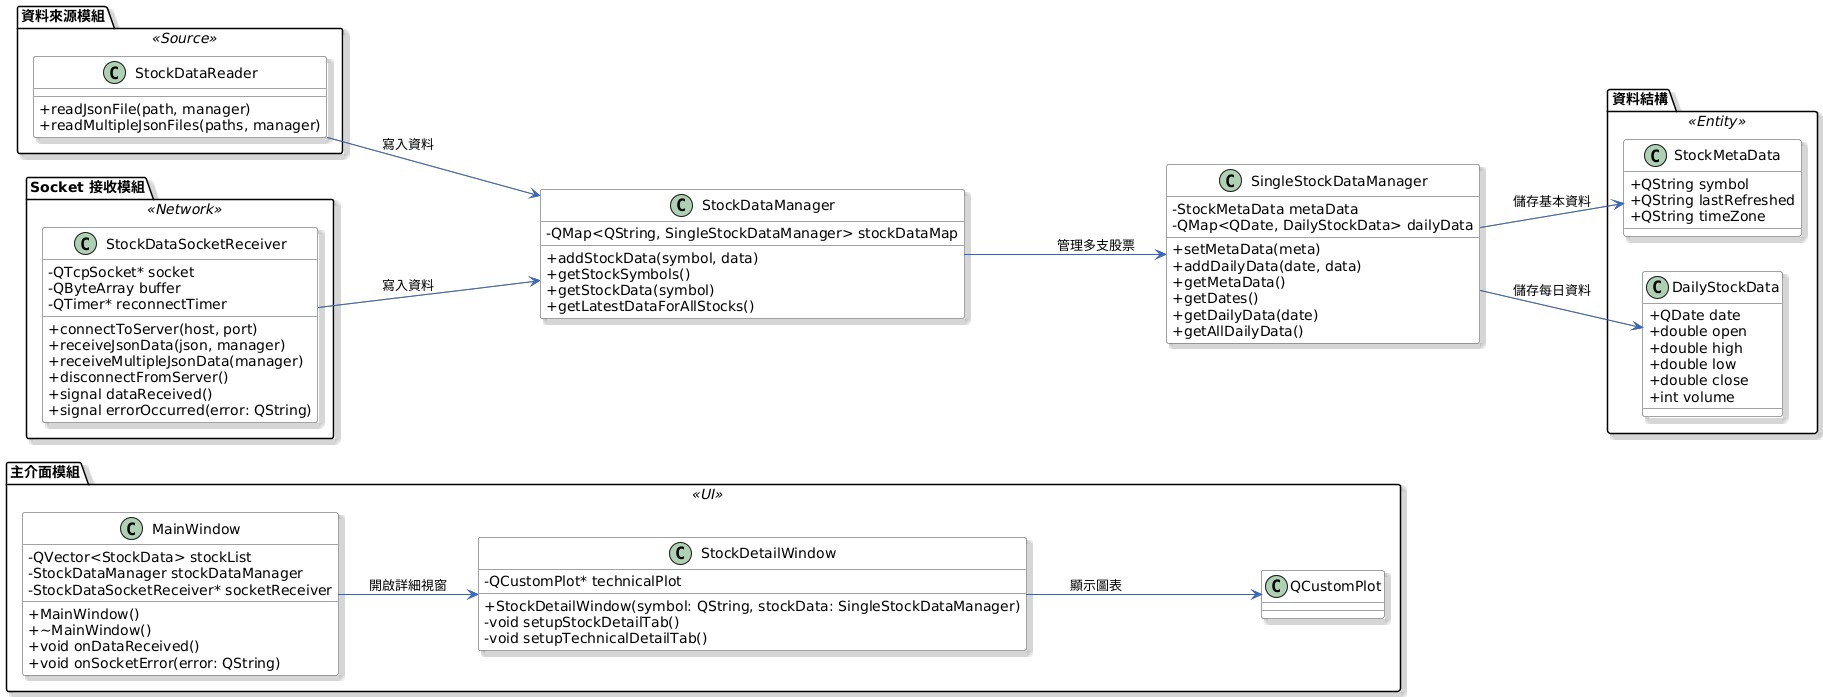 資料來源模組
«Source»
C StockDataReader
+readJsonFile(path, manager)
+readMultipleJsonFiles(paths, manager)
寫入資料
Socket 接收模組
«Network»
C StockDataSocketReceiver
-QTcpSocket* socket
-QByteArray buffer
-QTimer* reconnectTimer
+connectToServer(host, port)
+receiveJsonData(json, manager)
+receiveMultipleJsonData(manager)
+disconnectFromServer()
+signal dataReceived()
+signal errorOccurred(error: QString)
寫入資料
C StockDataManager
-QMap<QString, SingleStockDataManager> stockDataMap
+addStockData(symbol, data)
+getStockSymbols()
+getStockData(symbol)
+getLatestDataForAllStocks()
管理多支股票
C SingleStockDataManager
-StockMetaData metaData
-QMap<QDate, DailyStockData> dailyData
+setMetaData(meta)
+addDailyData(date, data)
+getMetaData()
+getDates()
+getDailyData(date)
+getAllDailyData()
儲存基本資料
儲存每日資料
資料結構
«Entity»
C StockMetaData
+QString symbol
+QString lastRefreshed
+QString timeZone
C DailyStockData
+QDate date
+double open
+double high
+double low
+double close
+int volume
主介面模組
«UI»
C MainWindow
-QVector<StockData> stockList
-StockDataManager stockDataManager
-StockDataSocketReceiver* socketReceiver
+MainWindow()
+~MainWindow()
+void onDataReceived()
+void onSocketError(error: QString)
開啟詳細視窗
C StockDetailWindow
-QCustomPlot* technicalPlot
+StockDetailWindow(symbol: QString, stockData: SingleStockDataManager)
-void setupStockDetailTab()
-void setupTechnicalDetailTab()
顯示圖表
C QCustomPlot